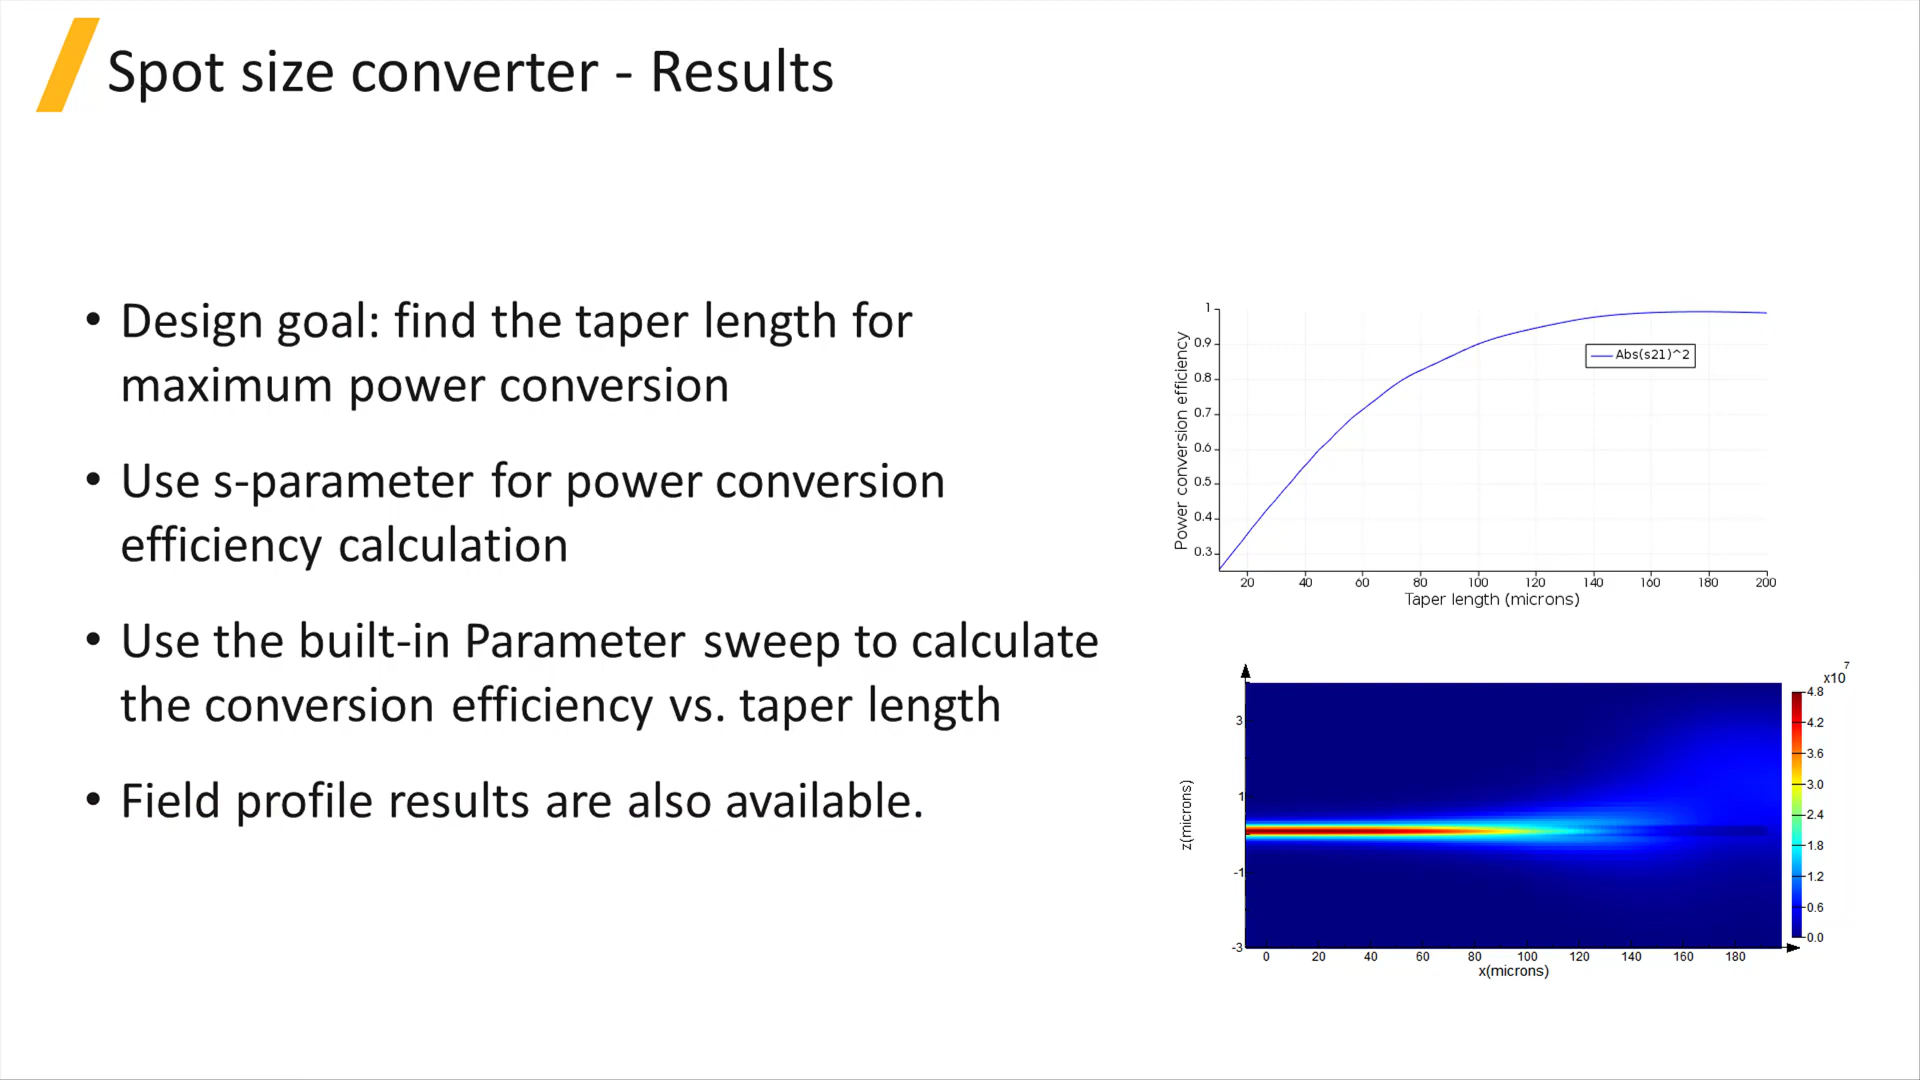 Spot size converter - Results
• Design goal: find the taper length for
maximum power conversion
• Use s-parameter for power conversion
efficiency calculation
• Use the built-in Parameter sweep to calculate
the conversion efficiency vs. taper length
• Field profile results are also available.
Power conversion efficiency
1
0.9
0.8
0.7
0.6
0.5
0.4
0.3
Abs(s21)^2
20 40 60 80 100 120 140 160 180 200
Taper length (microns)
z(microns)
3
1
-1
-3
0 20 40 60 80 100 120 140 160 180
x(microns)
x10 7
4.8
4.2
3.6
3.0
2.4
1.8
1.2
0.6
0.0